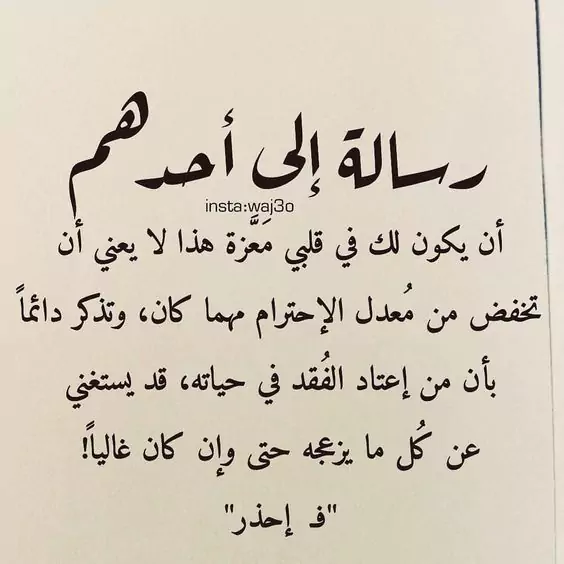 رسالة إلى أحدهم
insta:waj3o
أن يكون لك في قلبي مَعَّزة هذا لا يعني أن
تخفض من مُعدل الإحترام مهما كان، وتذكر دائماً
بأن من إعتاد الفُقد في حياته، قد يستغني
عن كُل ما يزعجه حتى وإن كان غالياً!
"فـ إحذر"